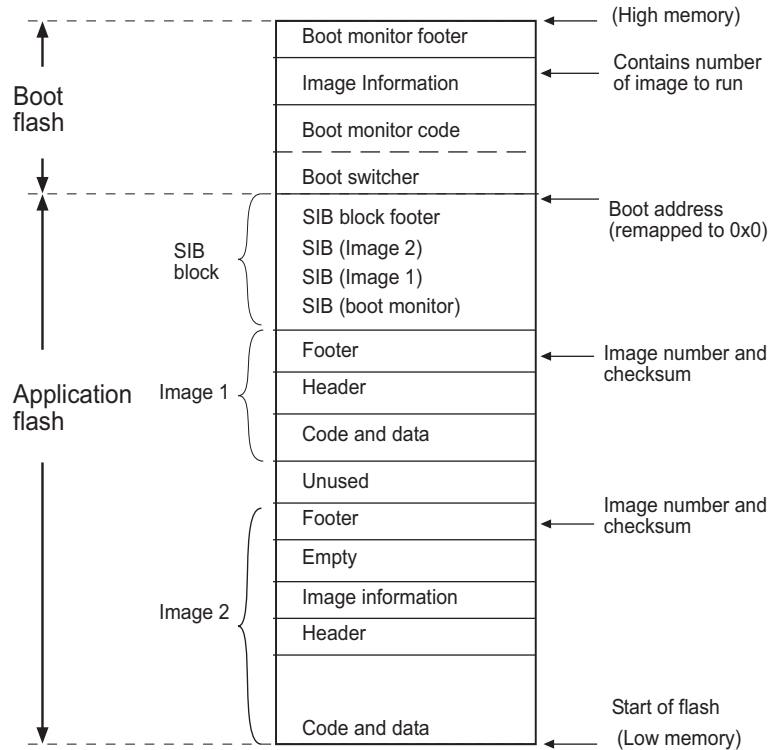 (High memory)
Boot monitor footer
Contains number
of image to run
Image Information
Boot
flash
Boot monitor code
Boot switcher
Boot address
(remapped to 0x0)
SIB block footer
SIB
block
SIB (Image 2)
SIB (Image 1)
SIB (boot monitor)
Footer
Image number and
checksum
Image 1
Header
Application
flash
Code and data
Unused
Footer
Image number and
checksum
Empty
Image 2
Image information
Header
Start of flash
Code and data
(Low memory)